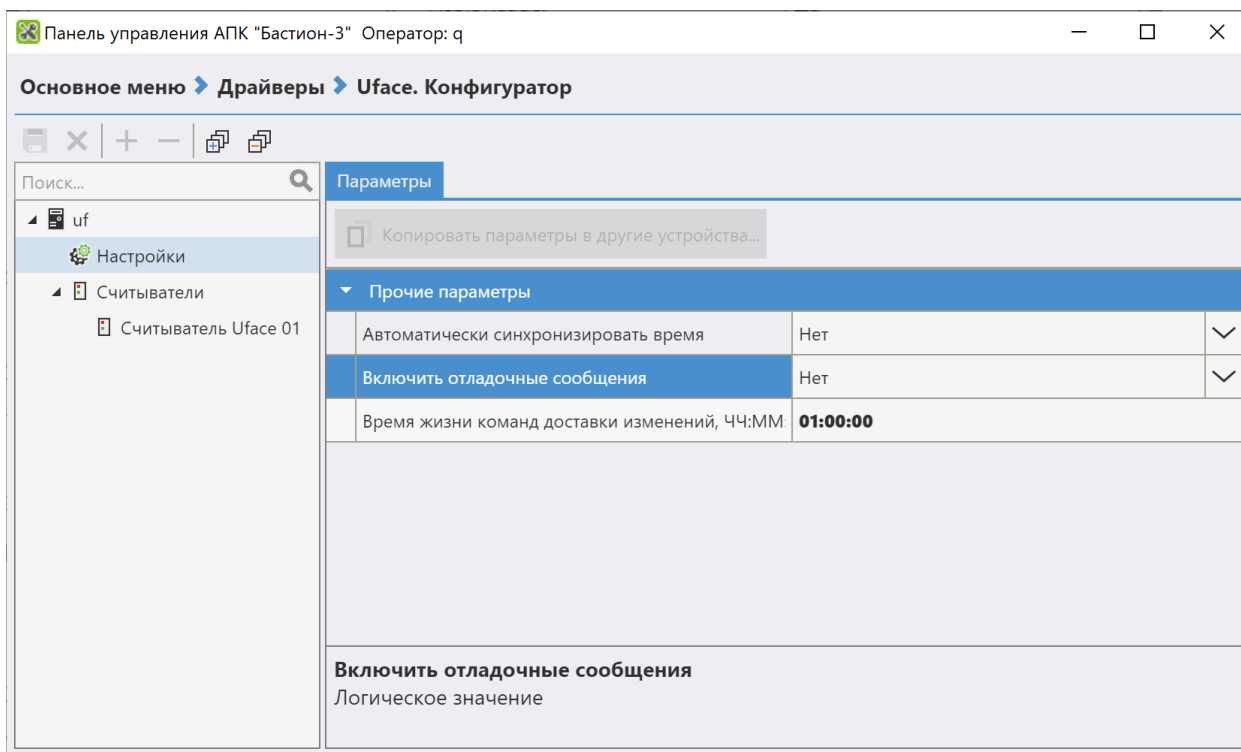 Панель управления АПК "Бастион-3" Оператор: q
Основное меню Драйверы Uface. Конфигуратор
Поиск...
uf
Настройки
Считыватели
Считыватель Uface 01
Параметры
Копировать параметры в другие устройства...
Прочие параметры
Автоматически синхронизировать время Нет
Включить отладочные сообщения Нет
Время жизни команд доставки изменений, ЧЧ:ММ: 01:00:00
Включить отладочные сообщения
Логическое значение